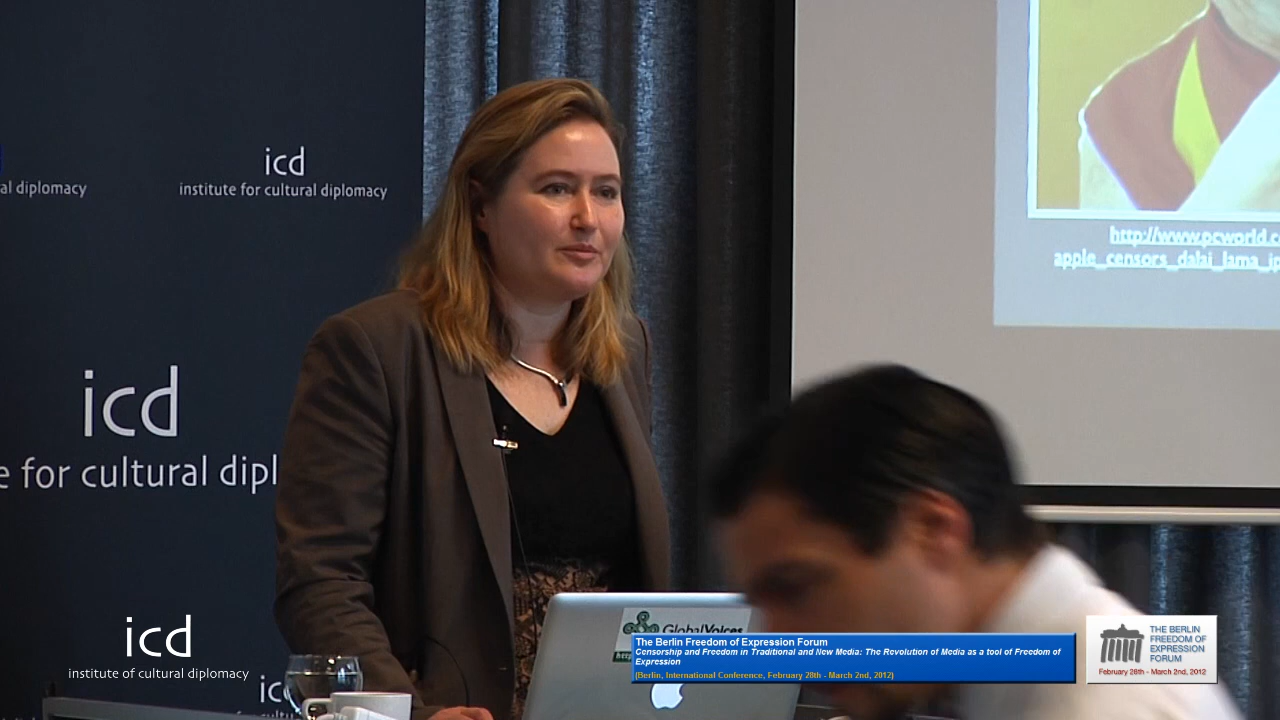 al diplomacy
icd
institute for cultural diplomacy
http://www.pcworld.c
apple_censors_dalai_lama_ip
icd
e for cultural dipl
GlobalVoices
icd
institute of cultural diplomacy
ic
The Berlin Freedom of Expression Forum
Censorship and Freedom in Traditional and New Media: The Revolution of Media as a tool of Freedom of
Expression
(Berlin, International Conference, February 28th - March 2nd, 2012)
THE BERLIN
FREEDOM OF
EXPRESSION
FORUM
February 28th - March 2nd, 2012